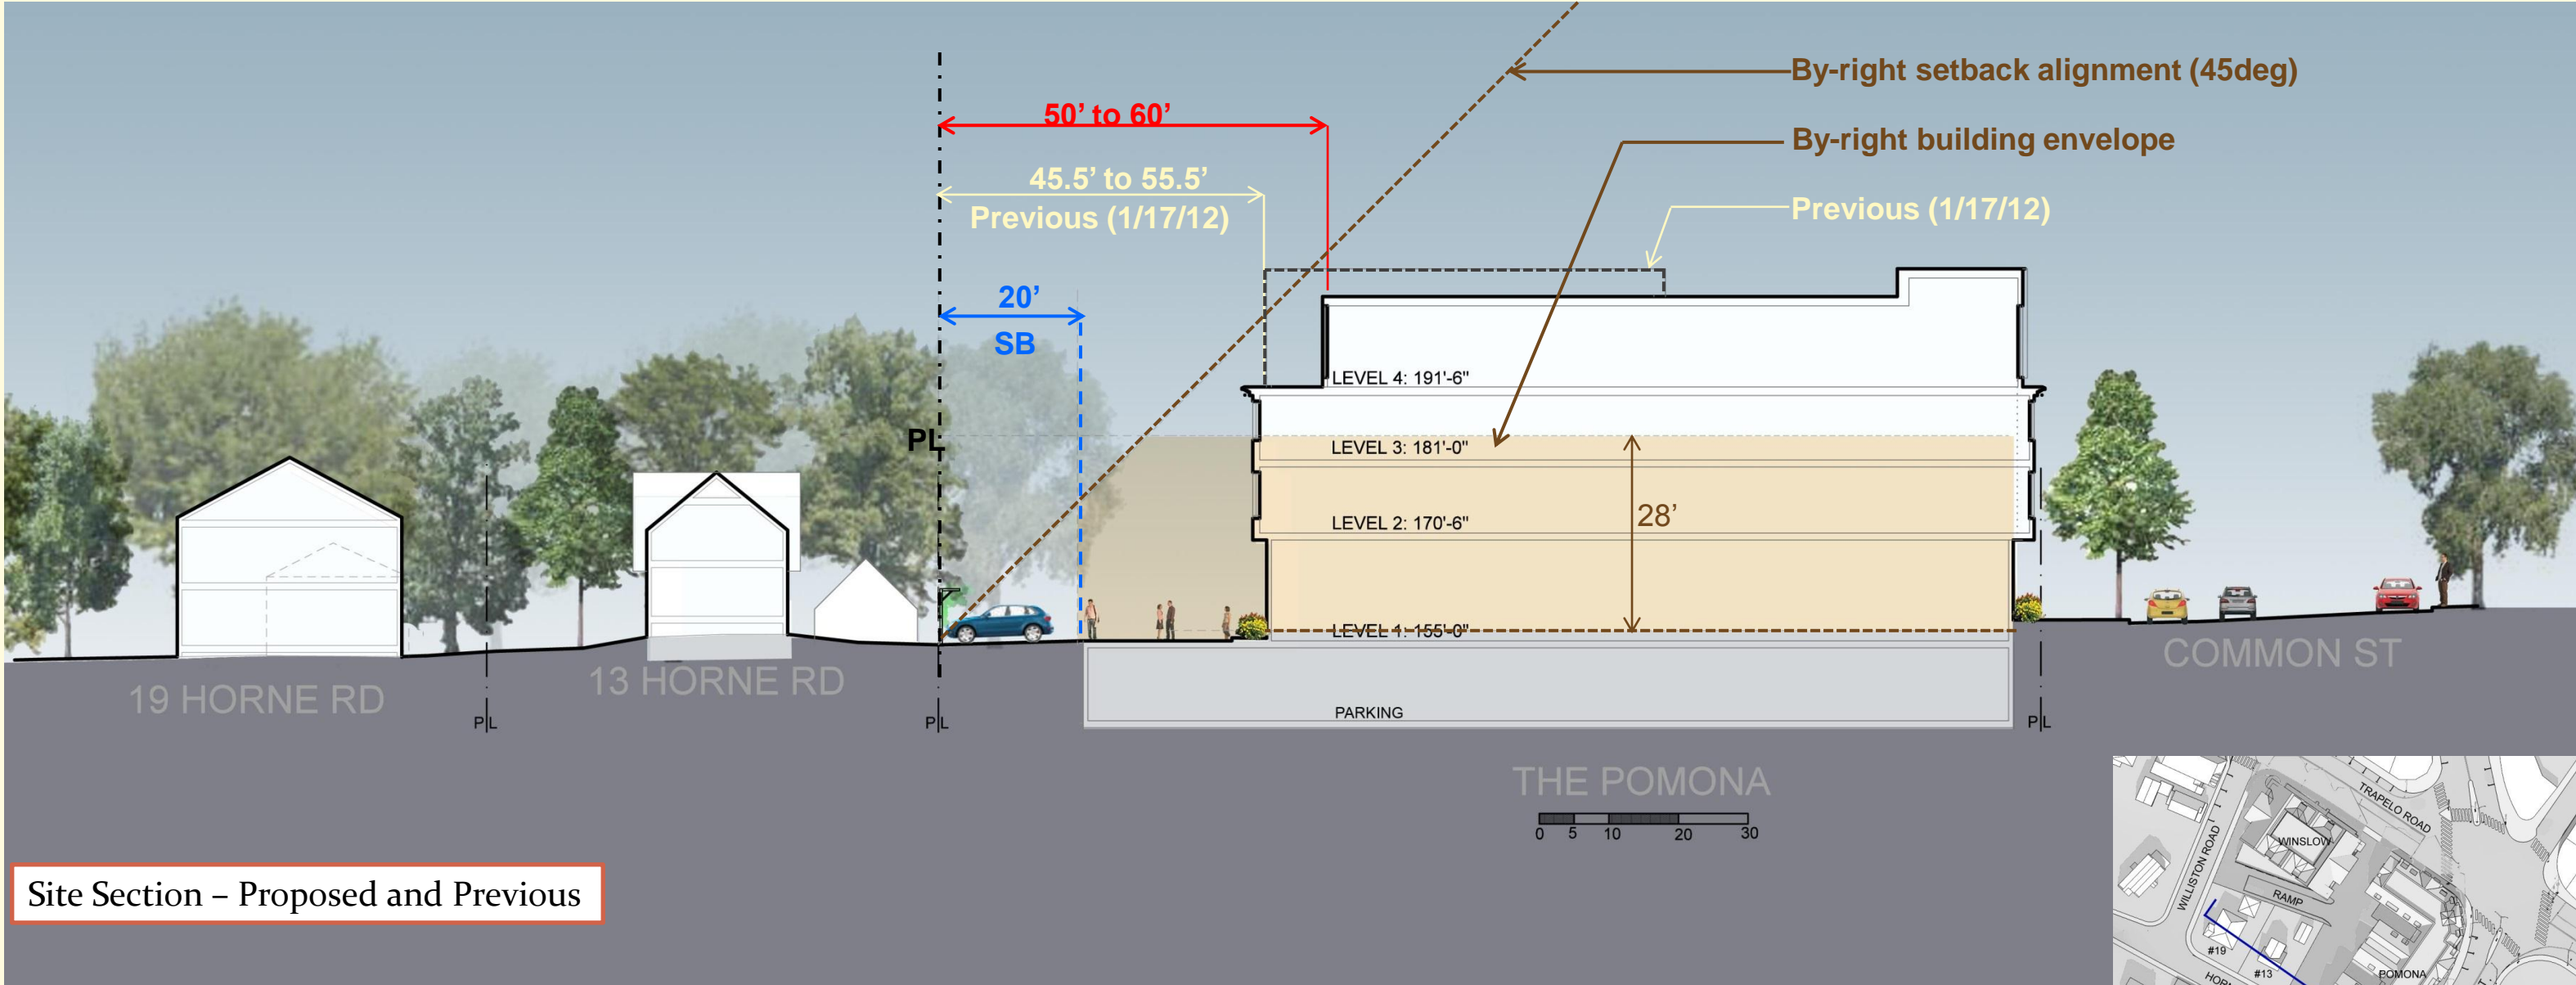 By-right setback alignment (45deg)
50’ to 60’
By-right building envelope
45.5’ to 55.5’
Previous (1/17/12)
Previous (1/17/12)
20’
SB
LEVEL 4: 191'-6"
PL
LEVEL 3: 181'-0"
LEVEL 2: 170'-6"
28’
LEVEL 1: 155'-0"
COMMON ST
13 HORNE RD
19 HORNE RD
PL
PL
PARKING
PL
THE POMONA
0 5 10 20 30
Site Section – Proposed and Previous
TRAPELO ROAD
WINSLOW
WILLISTON ROAD
RAMP
#19
#13
POMONA